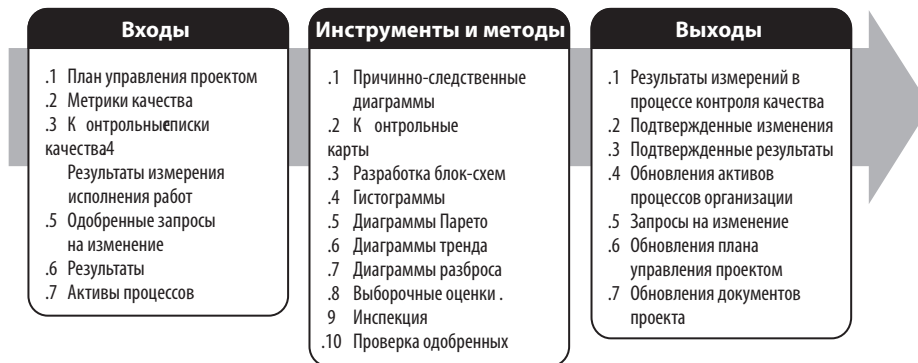 Входы
.1 План управления проектом
.2 Метрики качества
.3 К онтрольныесписки
качества4
Результаты измерения
исполнения работ
.5 Одобренные запросы
на изменение
.6 Результаты
.7 Активы процессов
Инструменты и методы
.1 Причинно-следственные
диаграммы
.2 К онтрольные
карты
.3 Разработка блок-схем
.4 Гистограммы
.5 Диаграммы Парето
.6 Диаграммы тренда
.7 Диаграммы разброса
.8 Выборочные оценки .
9 Инспекция
.10 Проверка одобренных
Выходы
.1 Результаты измерений в
процессе контроля качества
.2 Подтвержденные изменения
.3 Подтвержденные результаты
.4 Обновления активов
процессов организации
.5 Запросы на изменение
.6 Обновления плана
управления проектом
.7 Обновления документов
проекта